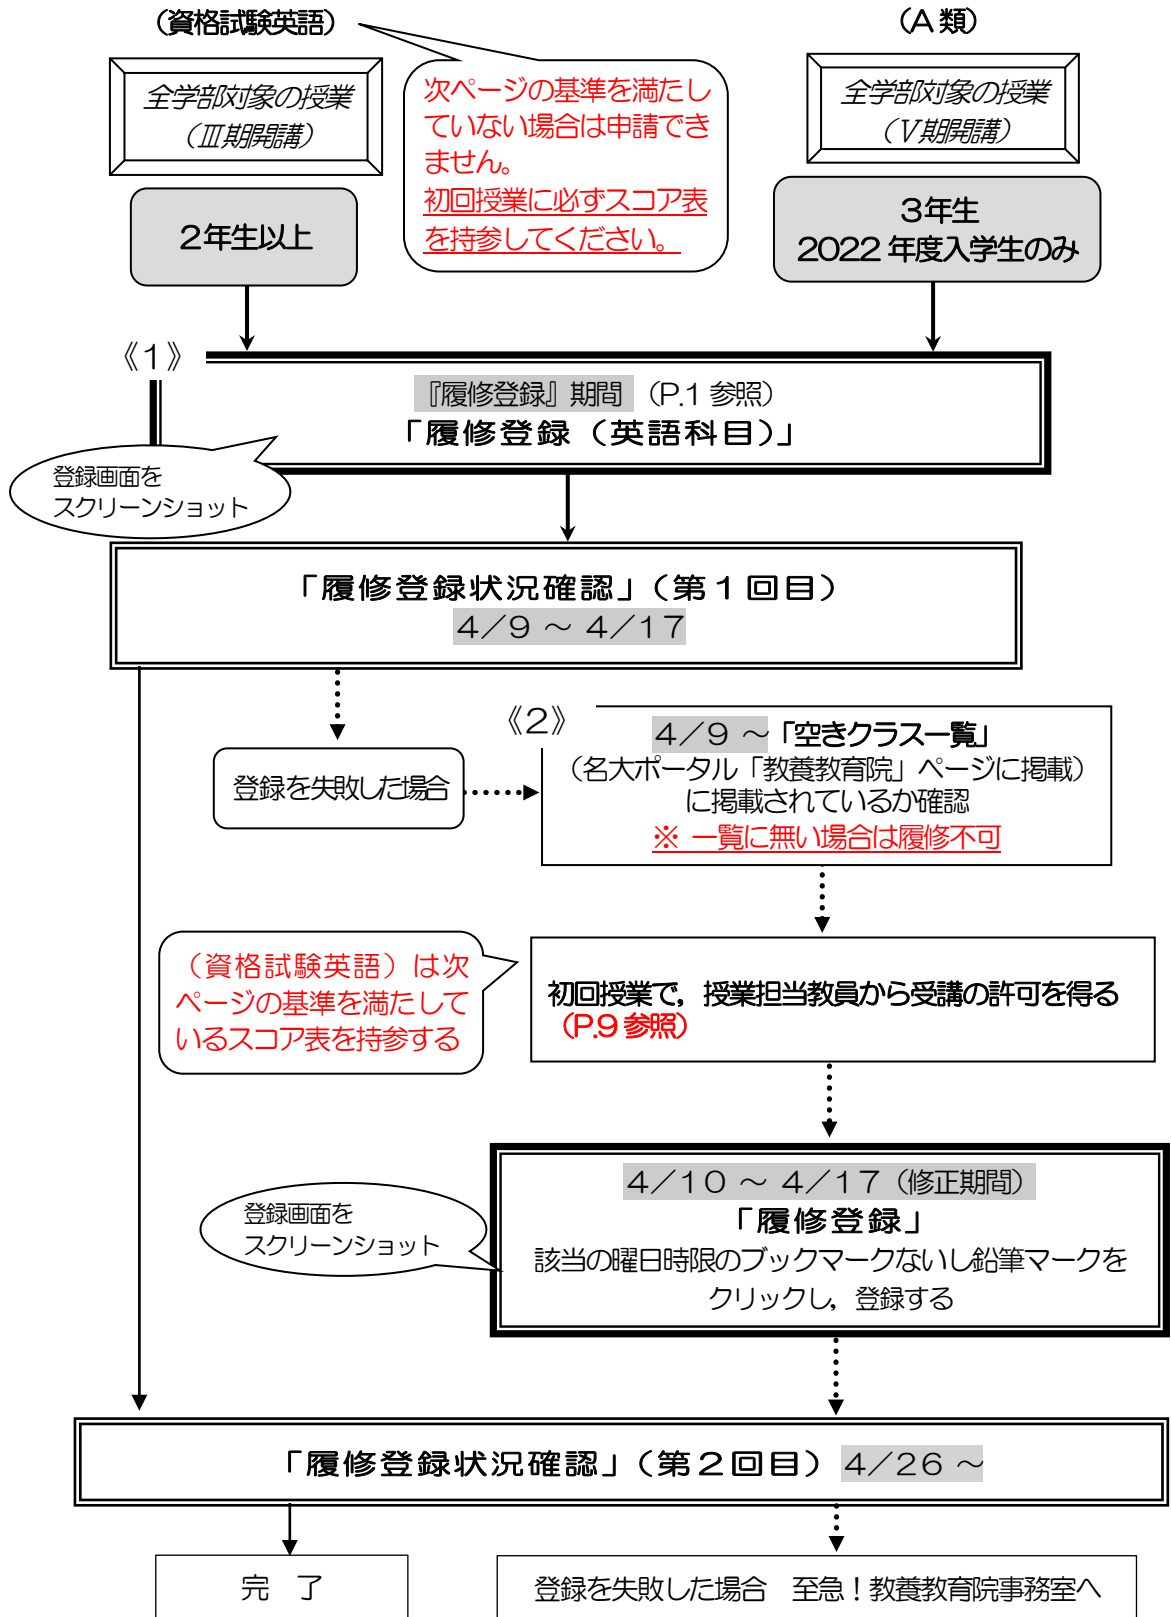 （資格試験英語）
（A 類）
全学部対象の授業
（Ⅲ期開講）
次ページの基準を満たし
ていない場合は申請でき
ません。
初回授業に必ずスコア表
を持参してください。
全学部対象の授業
（Ⅴ期開講）
２年生以上
３年生
2022 年度入学生のみ
《１》
『履修登録』期間 （P.1 参照）
「履修登録（英語科目）」
登録画面を
スクリーンショット
「履修登録状況確認」（第１回目）
４／９ ～ ４／１７
《２》
４／９ ～「空きクラス一覧」
（名大ポータル「教養教育院」ページに掲載）
に掲載されているか確認
※ 一覧に無い場合は履修不可
登録を失敗した場合
（資格試験英語）は次
ページの基準を満たして
いるスコア表を持参する
初回授業で，授業担当教員から受講の許可を得る
（P.9 参照）
４／１０ ～ ４／１７（修正期間）
「履修登録」
該当の曜日時限のブックマークないし鉛筆マークを
クリックし，登録する
登録画面を
スクリーンショット
「履修登録状況確認」（第２回目） ４／２６ ～
完　了
登録を失敗した場合　至急！教養教育院事務室へ